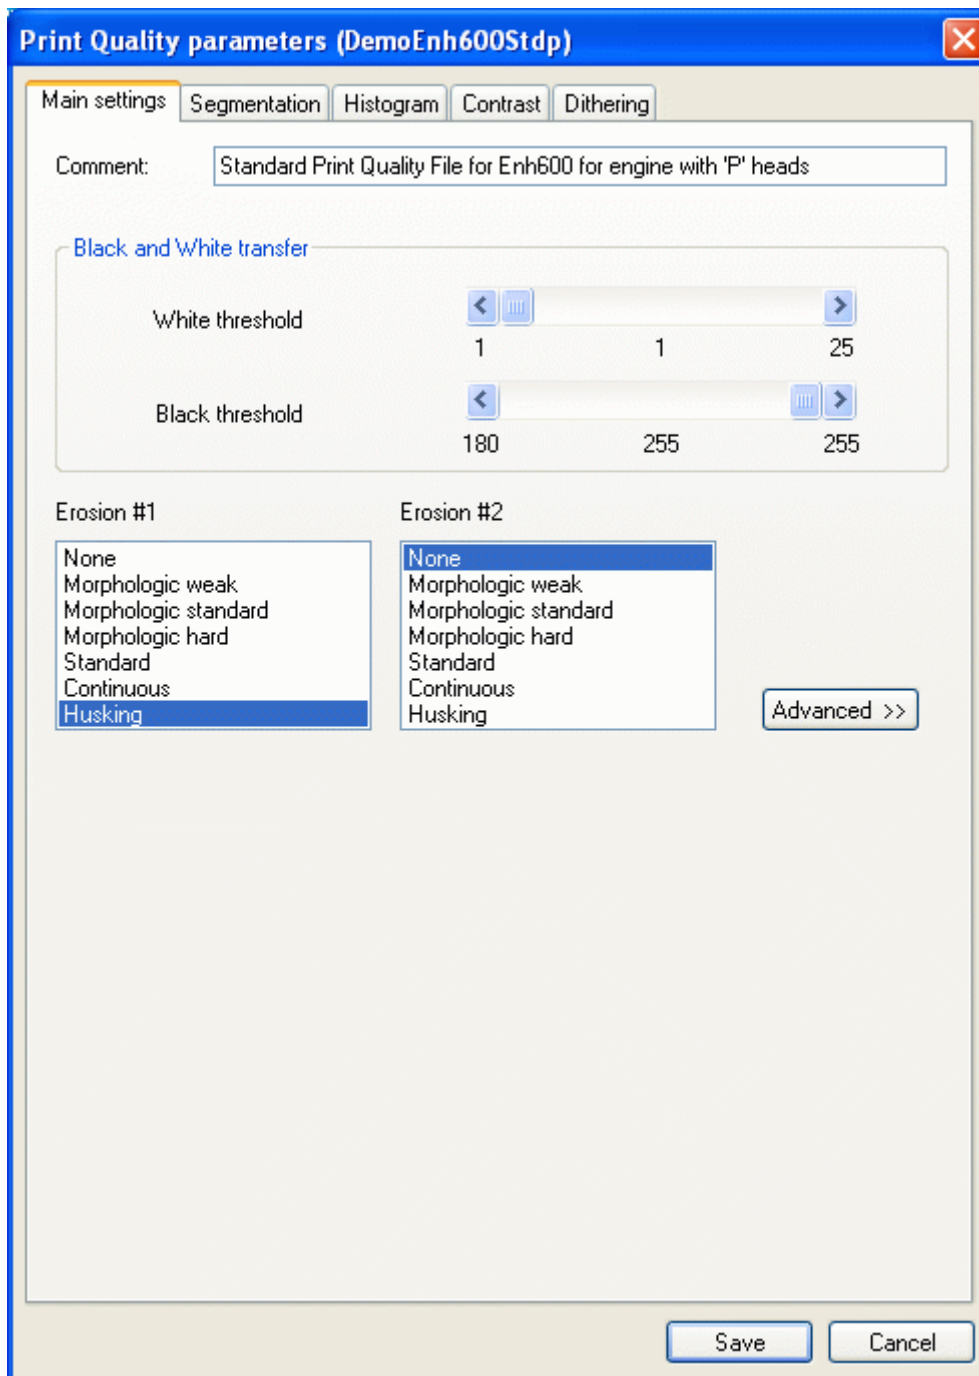 Print Quality parameters (DemoEnh600Stdp)
Main settings Segmentation Histogram Contrast Dithering
Comment: Standard Print Quality File for Enh600 for engine with 'P' heads
Black and White transfer
White threshold
1 1 25
Black threshold
180 255 255
Erosion #1 Erosion #2
None None
Morphologic weak Morphologic weak
Morphologic standard Morphologic standard
Morphologic hard Morphologic hard
Standard Standard
Continuous Continuous
Husking Husking
Advanced >>
Save Cancel